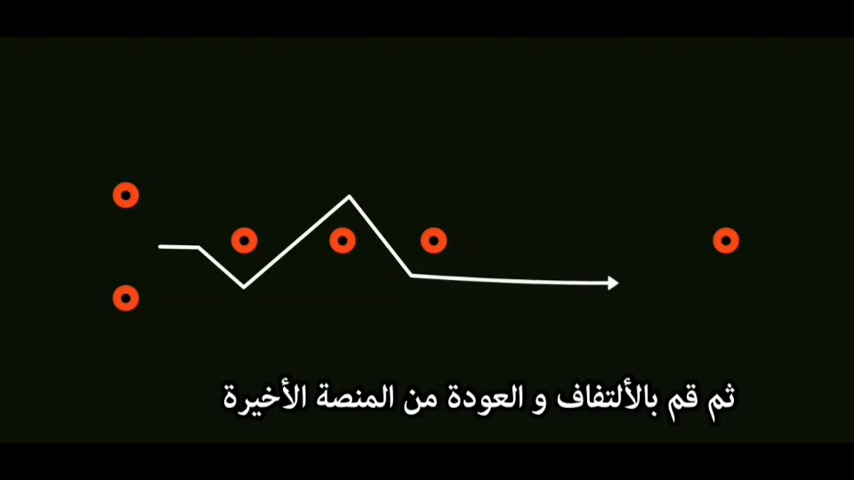 ثم قم بالألتفاف و العودة من المنصة الأخيرة